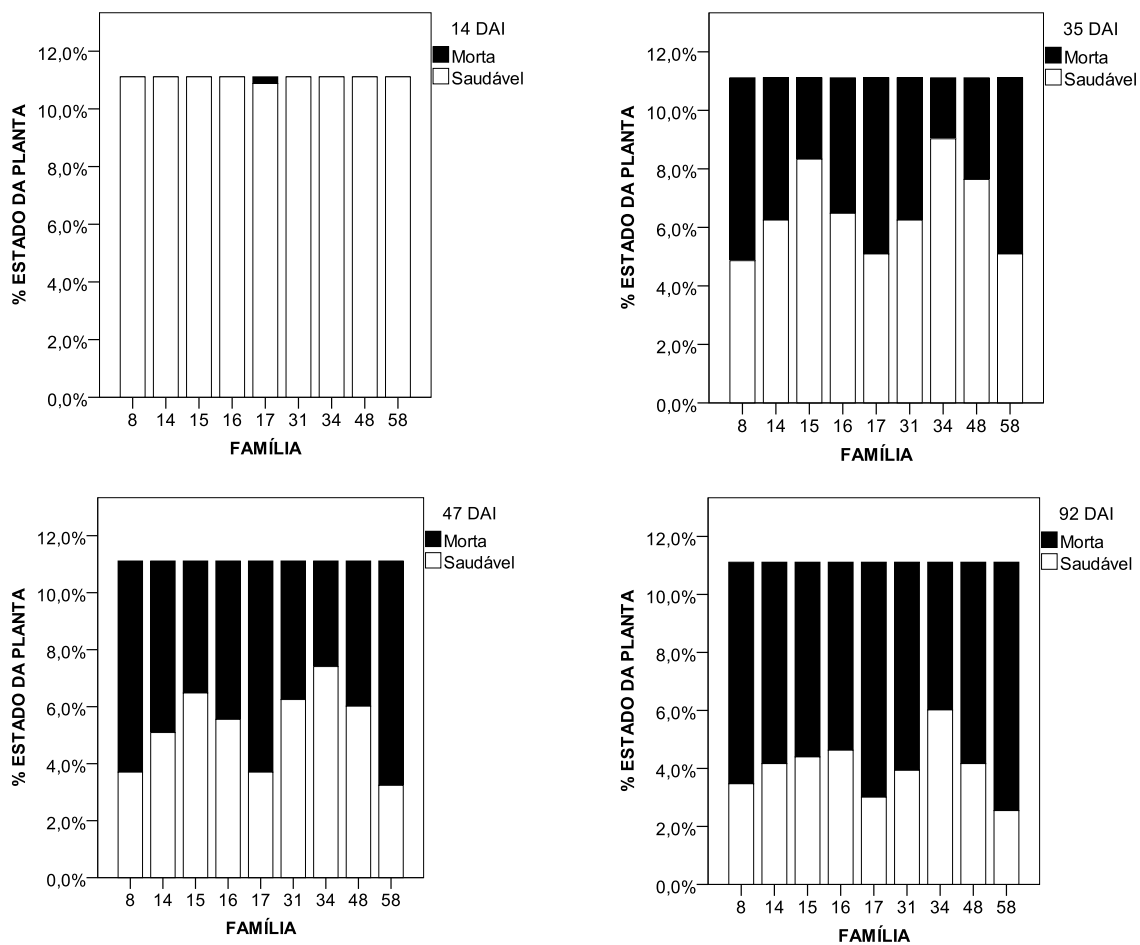 14 DAI
Morta
Saudável
12,0%
10,0%
8,0%
6,0%
4,0%
2,0%
0,0%
% ESTADO DA PLANTA
8 14 15 16 17 31 34 48 58
FAMÍLIA
35 DAI
Morta
Saudável
12,0%
10,0%
8,0%
6,0%
4,0%
2,0%
0,0%
% ESTADO DA PLANTA
8 14 15 16 17 31 34 48 58
FAMÍLIA
47 DAI
Morta
Saudável
12,0%
10,0%
8,0%
6,0%
4,0%
2,0%
0,0%
% ESTADO DA PLANTA
8 14 15 16 17 31 34 48 58
FAMÍLIA
92 DAI
Morta
Saudável
12,0%
10,0%
8,0%
6,0%
4,0%
2,0%
0,0%
% ESTADO DA PLANTA
8 14 15 16 17 31 34 48 58
FAMÍLIA